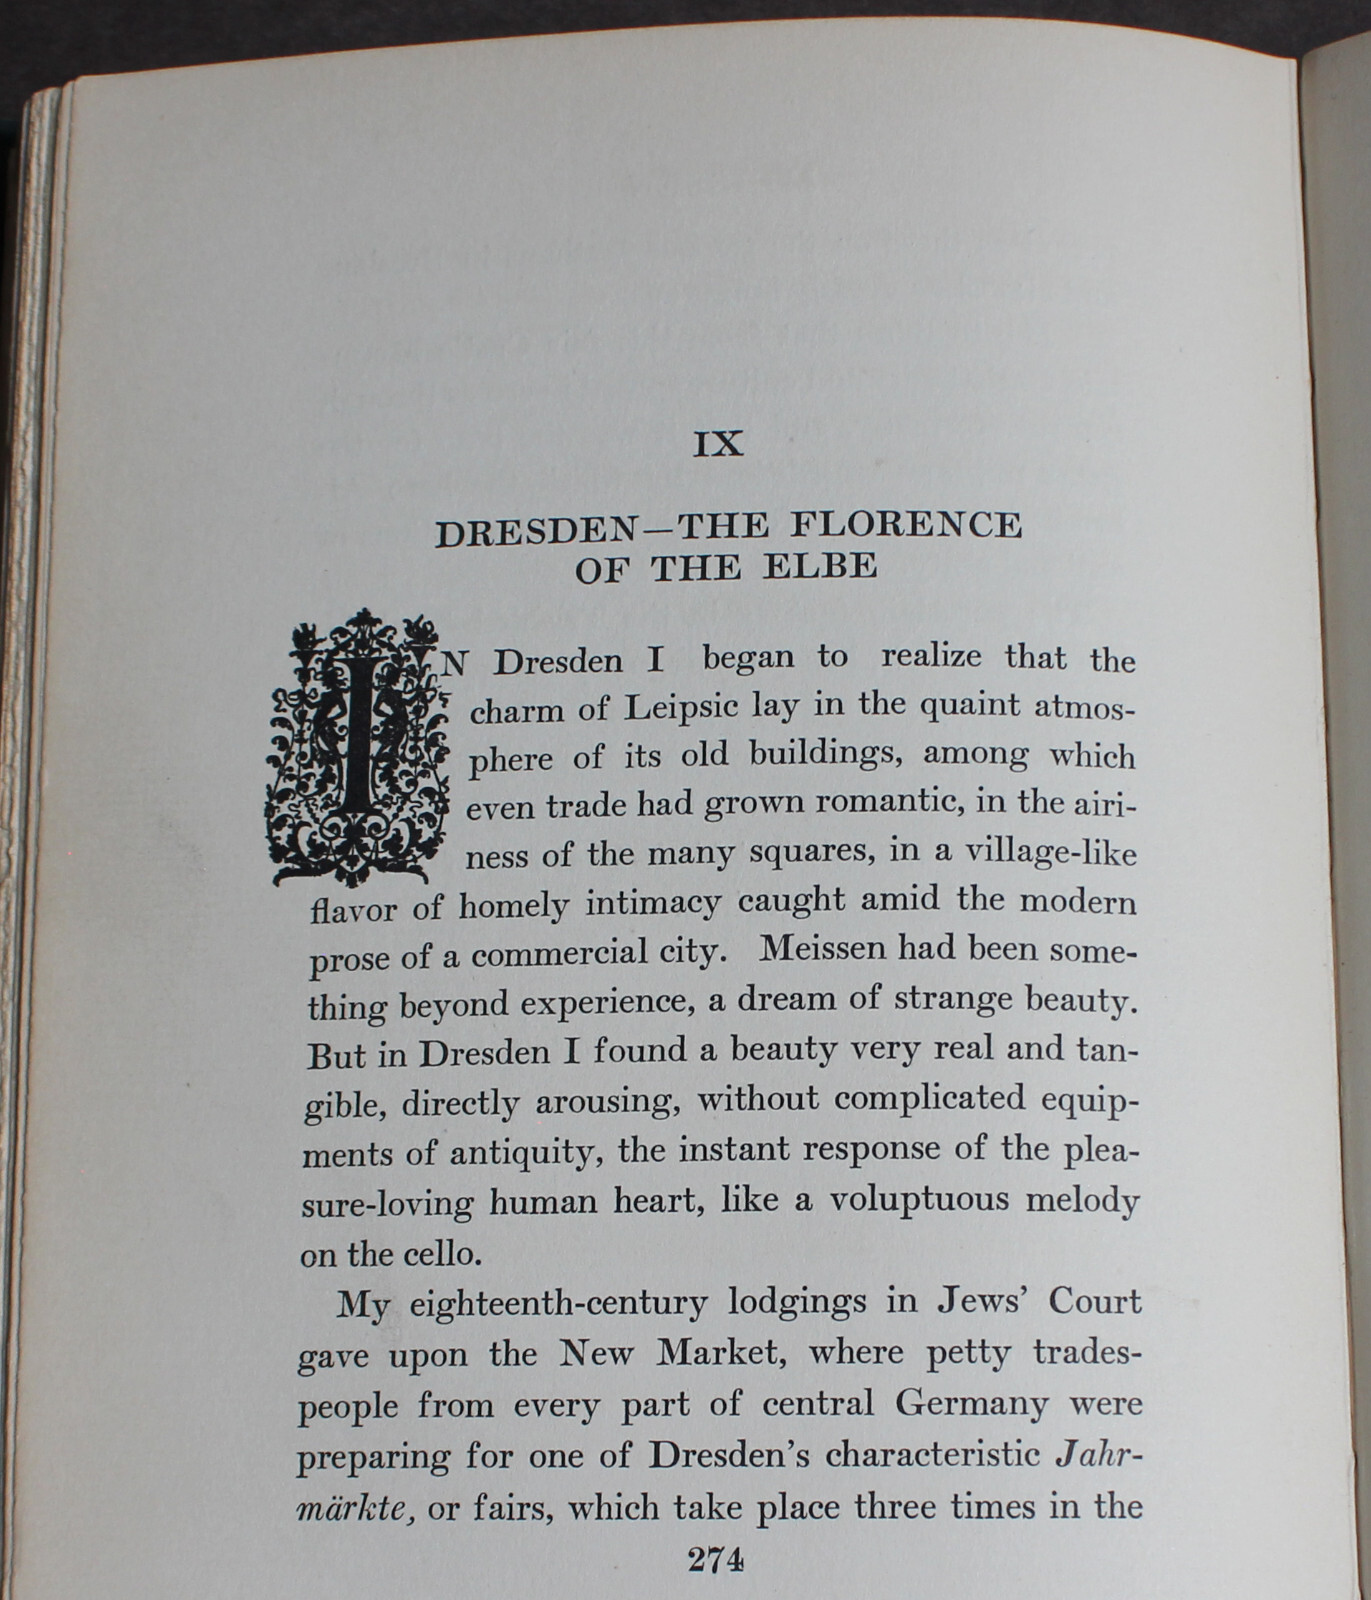 IX
DRESDEN—THE FLORENCE
OF THE ELBE
IN Dresden I began to realize that the
charm of Leipsic lay in the quaint atmos-
phere of its old buildings, among which
even trade had grown romantic, in the airi-
ness of the many squares, in a village-like
flavor of homely intimacy caught amid the modern
prose of a commercial city. Meissen had been some-
thing beyond experience, a dream of strange beauty.
But in Dresden I found a beauty very real and tan-
gible, directly arousing, without complicated equip-
ments of antiquity, the instant response of the plea-
sure-loving human heart, like a voluptuous melody
on the cello.
My eighteenth-century lodgings in Jews' Court
gave upon the New Market, where petty trades-
people from every part of central Germany were
preparing for one of Dresden's characteristic Jahr-
märkte, or fairs, which take place three times in the
274